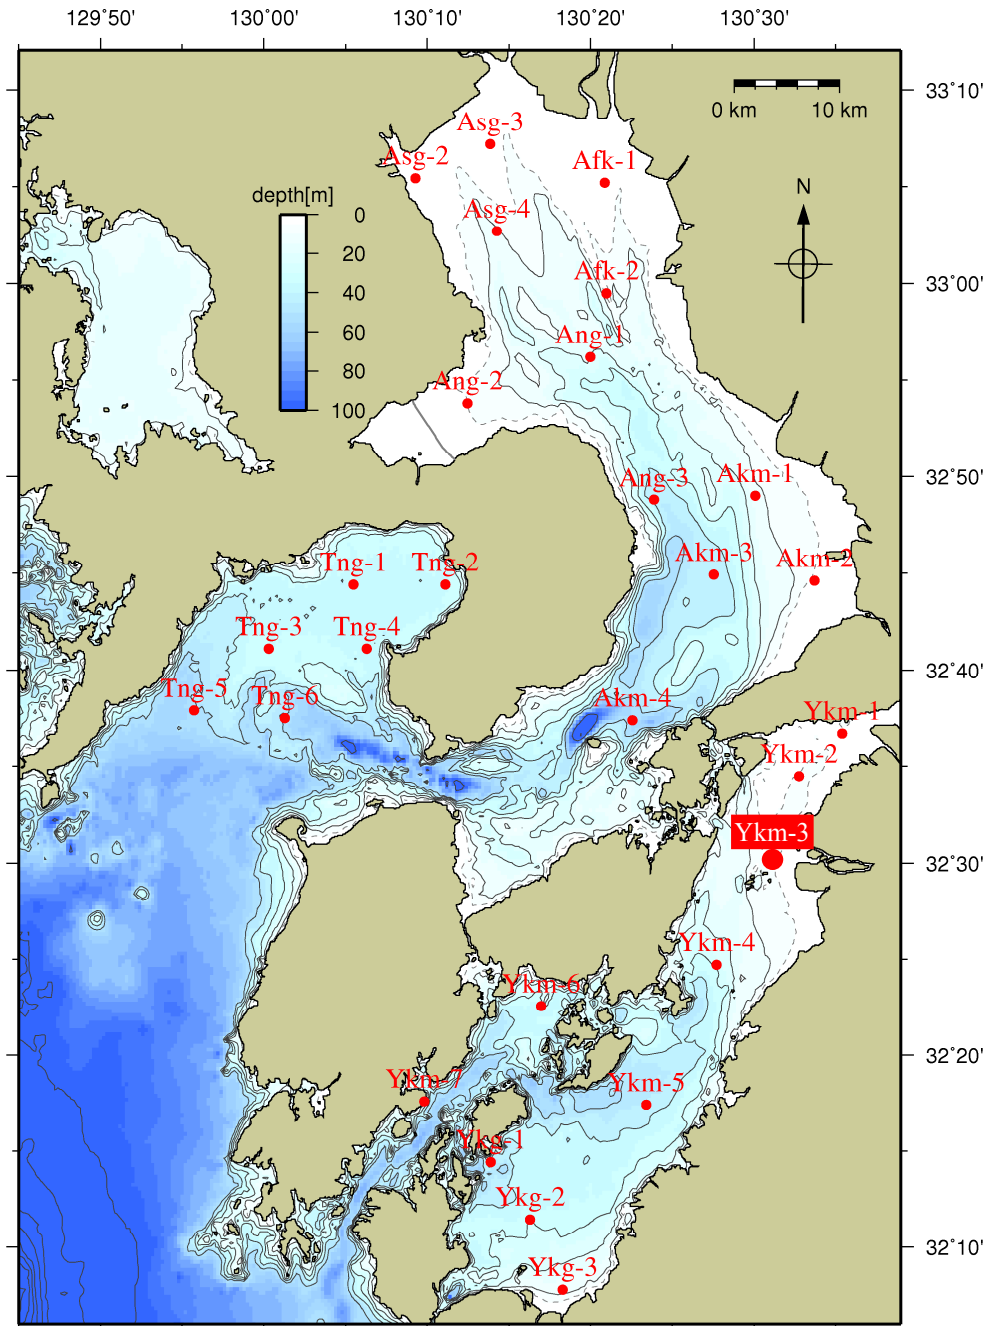 129˚50'
130˚00'
130˚10'
130˚20'
130˚30'
33˚10'
0 km
10 km
Asg-3
Asg-2
Afk-1
depth[m]
N
0
20
40
60
80
100
Asg-4
Afk-2
33˚00'
Ang-1
Ang-2
32˚50'
Ang-3
Akm-1
Tng-1
Tng-2
Akm-3
Akm-2
Tng-3
Tng-4
32˚40'
Tng-5
Tng-6
Akm-4
Ykm-1
Ykm-2
Ykm-3
32˚30'
Ykm-4
Ykm-6
32˚20'
Ykm-7
Ykm-5
Ykg-1
Ykg-2
32˚10'
Ykg-3